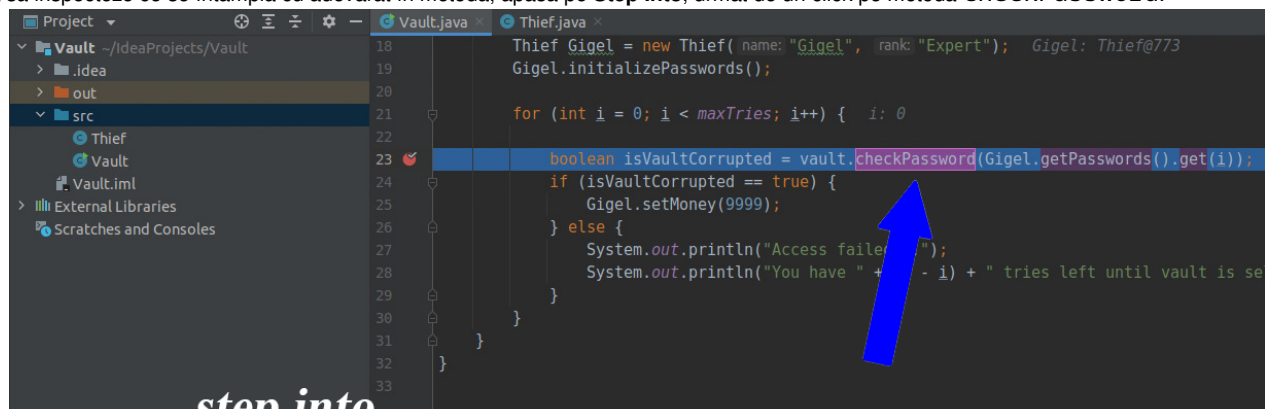 Project
Vault.java
Thief.java
Vault ~/IdeaProjects/Vault
.idea
out
src
Thief
Vault
Vault.iml
External Libraries
Scratches and Consoles
18 Thief Gigel = new Thief( name: "Gigel", rank: "Expert"); Gigel: Thief@773
19 Gigel.initializePasswords();
20
21 for (int i = 0; i < maxTries; i++) { i: 0
22
23 boolean isVaultCorrupted = vault.checkPassword(Gigel.getPasswords().get(i));
24 if (isVaultCorrupted == true) {
25 Gigel.setMoney(9999);
26 } else {
27 System.out.println("Access faile ");
28 System.out.println("You have " + - i) + " tries left until vault is se
29 }
30 }
31 }
32 }
33
step into